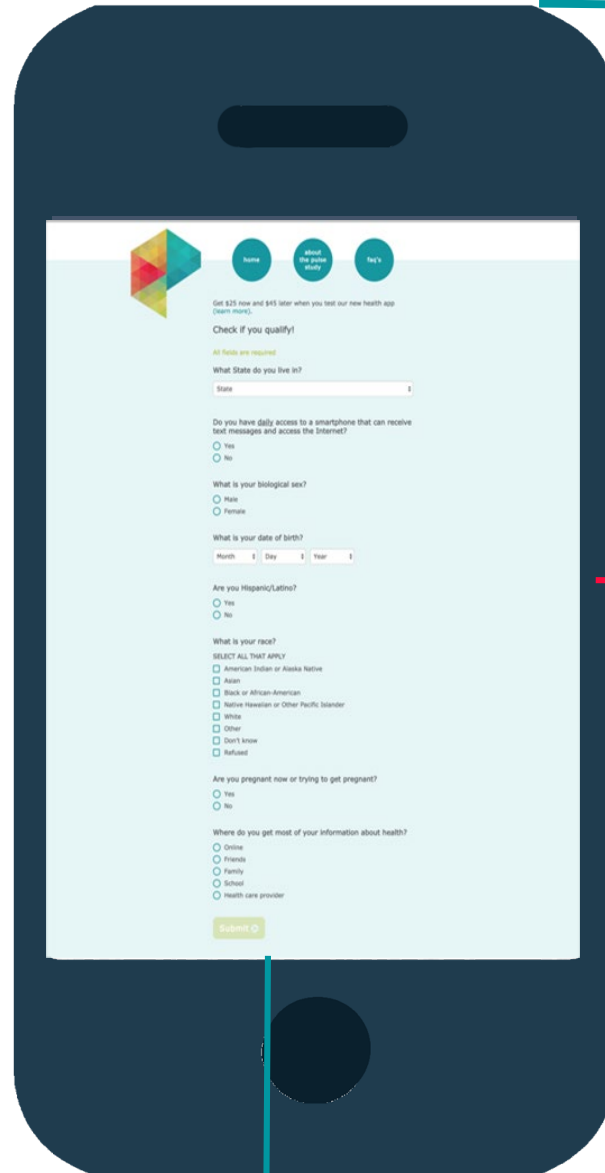 home
about
the pulse
study
faq's
Get $25 now and $45 later when you test our new health app
(learn more).
Check if you qualify!
All fields are required
What State do you live in?
State
Do you have daily access to a smartphone that can receive
text messages and access the Internet?
Yes
No
What is your biological sex?
Male
Female
What is your date of birth?
Month Day Year
Are you Hispanic/Latino?
Yes
No
What is your race?
SELECT ALL THAT APPLY
American Indian or Alaska Native
Asian
Black or African-American
Native Hawaiian or Other Pacific Islander
White
Other
Don't know
Refused
Are you pregnant now or trying to get pregnant?
Yes
No
Where do you get most of your information about health?
Online
Friends
Family
School
Health care provider
Submit